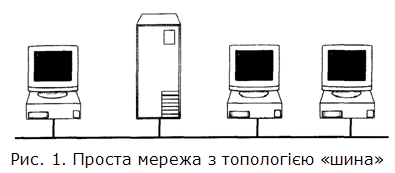 Рис. 1. Проста мережа з топологією «шина»